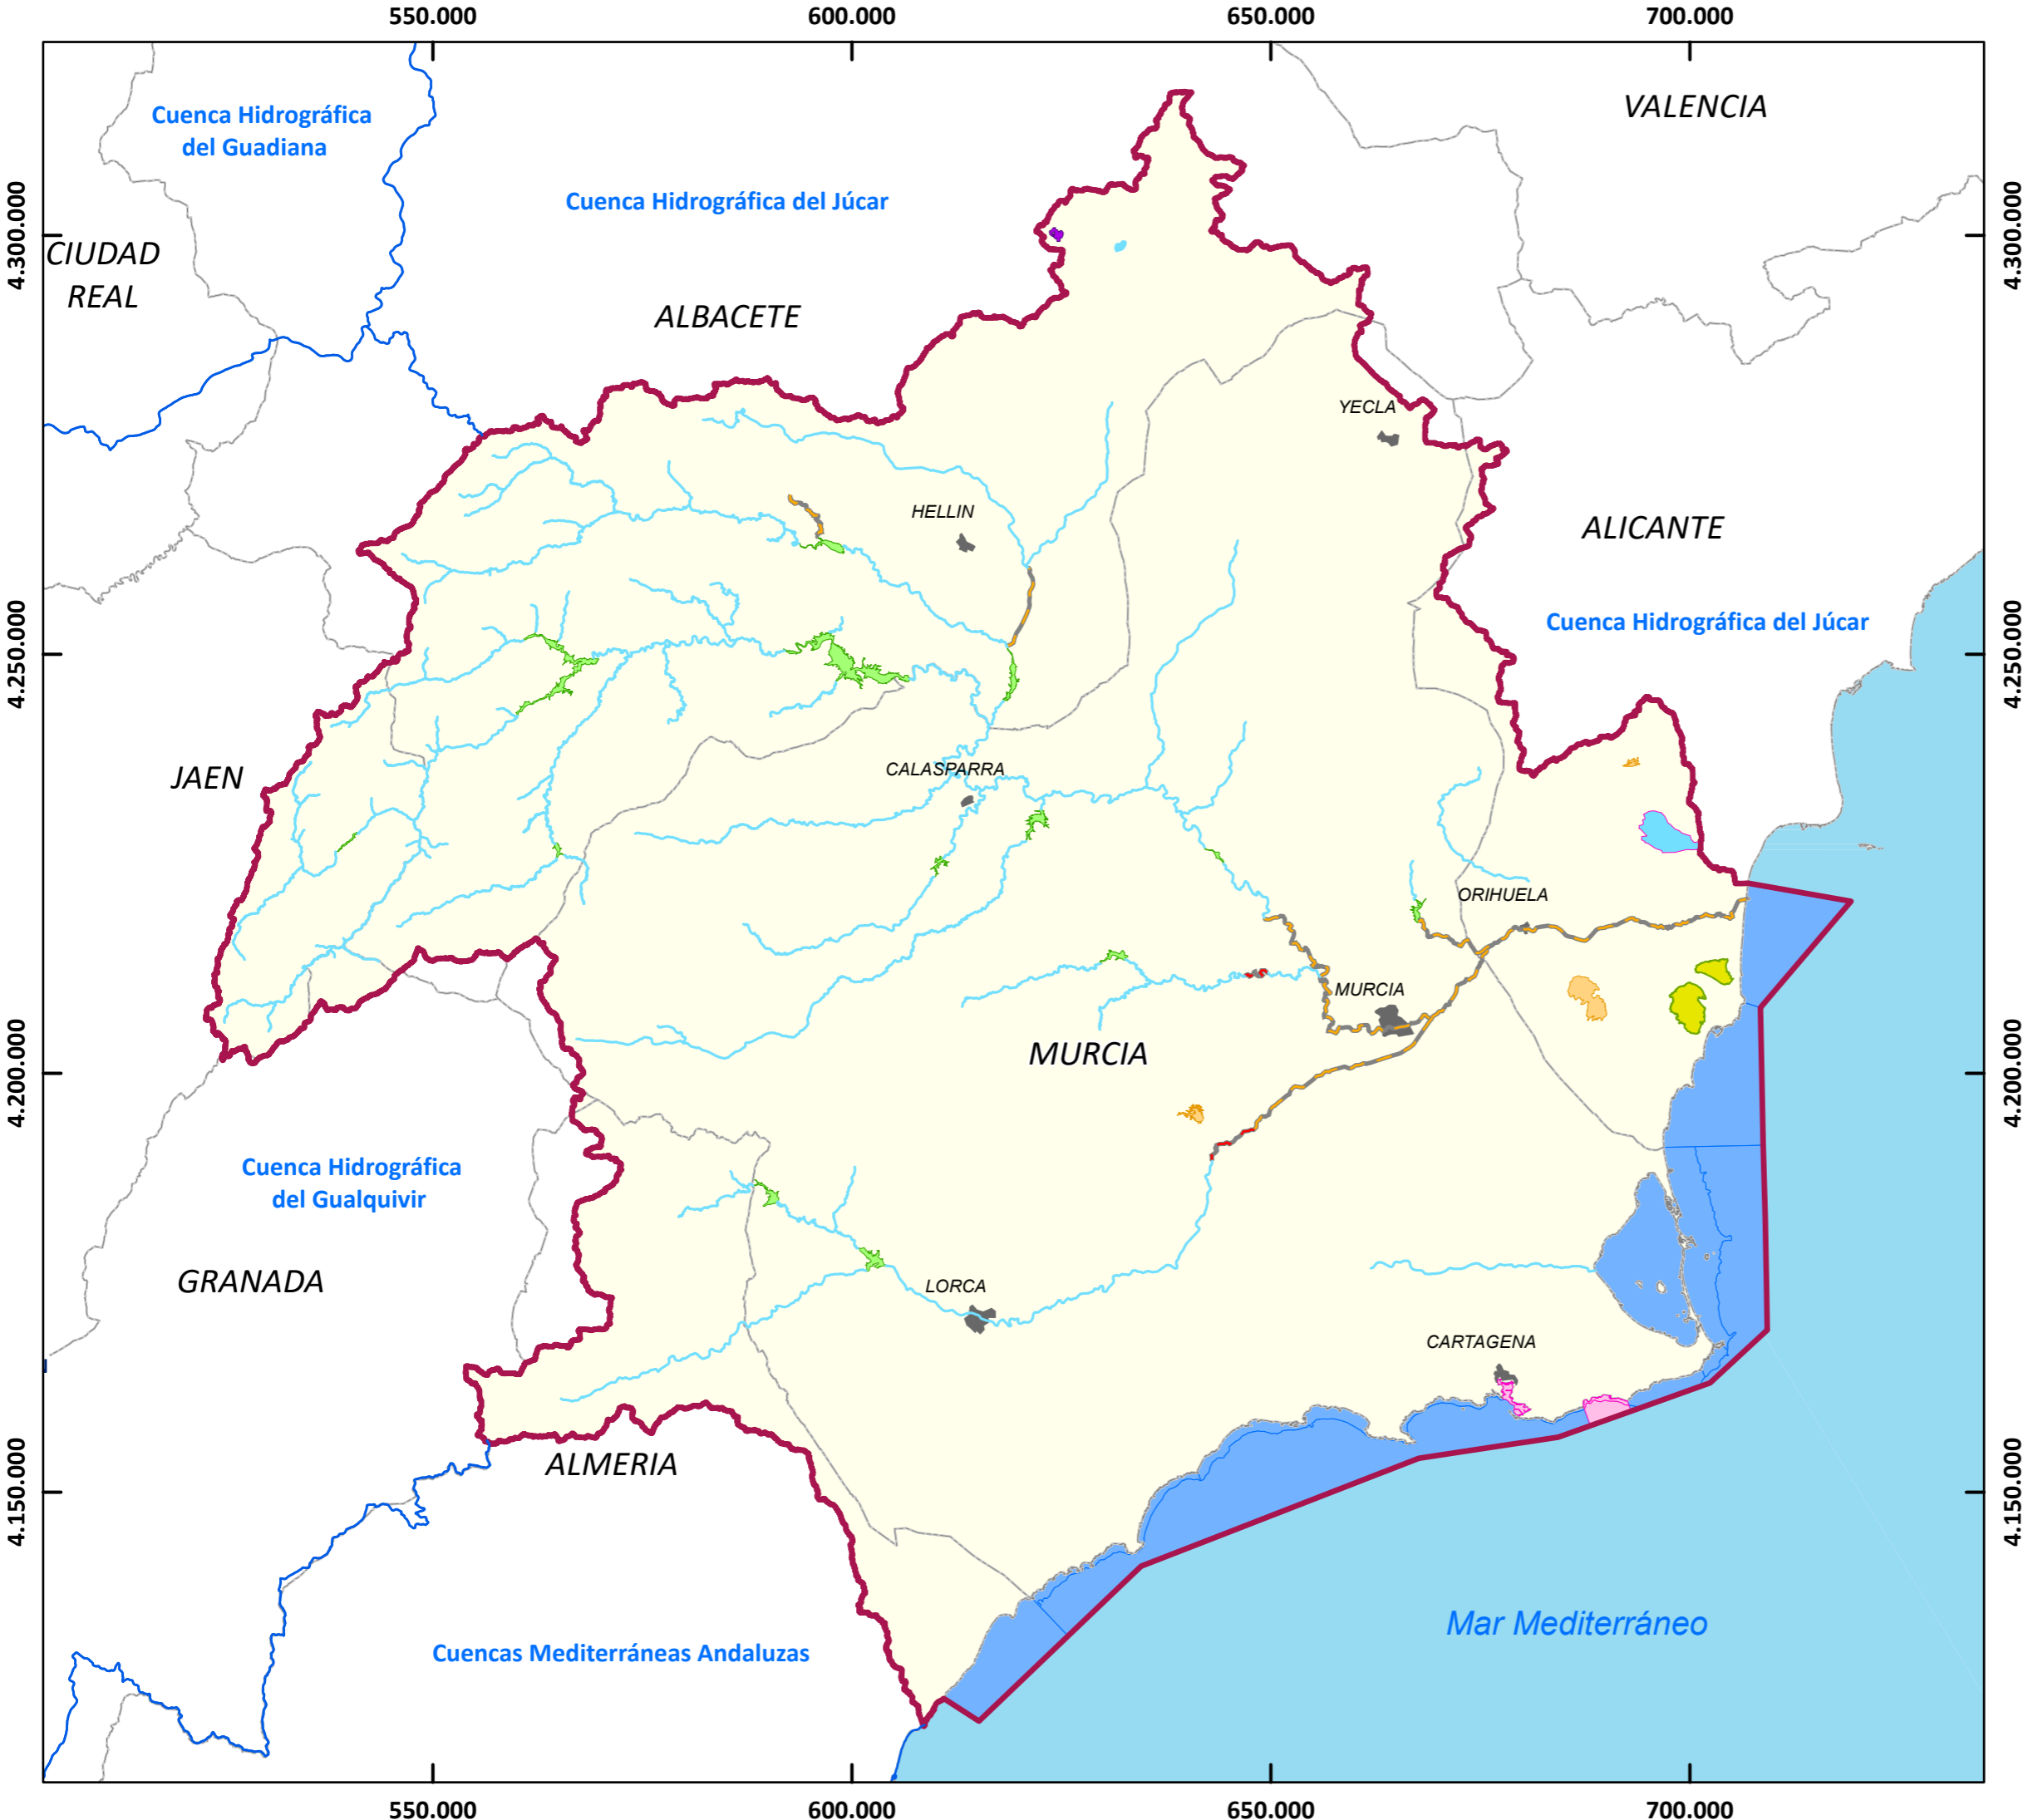 550.000 600.000 650.000 700.000
VALENCIA
Cuenca Hidrográfica
del Guadiana
Cuenca Hidrográfica del Júcar
4.300.000 4.300.000
CIUDAD
REAL
ALBACETE
YECLA
HELLIN
ALICANTE
Cuenca Hidrográfica del Júcar
4.250.000 4.250.000
JAEN
CALASPARRA
ORIHUELA
MURCIA
MURCIA
4.200.000 4.200.000
Cuenca Hidrográfica
del Gualquivir
GRANADA
LORCA
CARTAGENA
ALMERIA
4.150.000 4.150.000
Mar Mediterráneo
Cuencas Mediterráneas Andaluzas
550.000 600.000 650.000 700.000